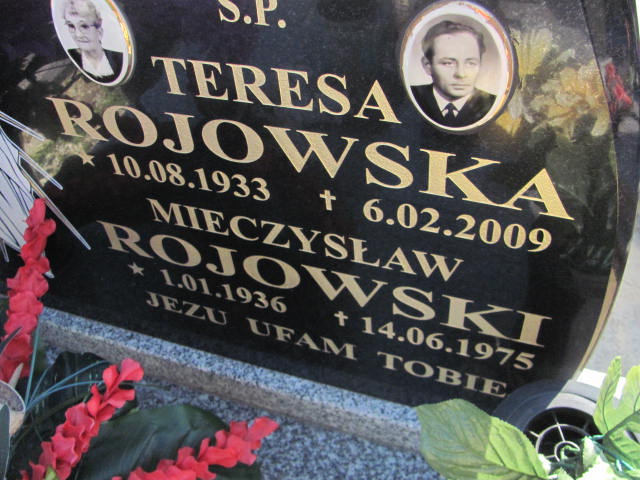 Ś.P.
TERESA
ROJOWSKA
★ 10.08.1933 ✝ 6.02.2009
MIECZYSŁAW
ROJOWSKI
★ 1.01.1936 ✝ 14.06.1975
JEZU UFAM TOBIE